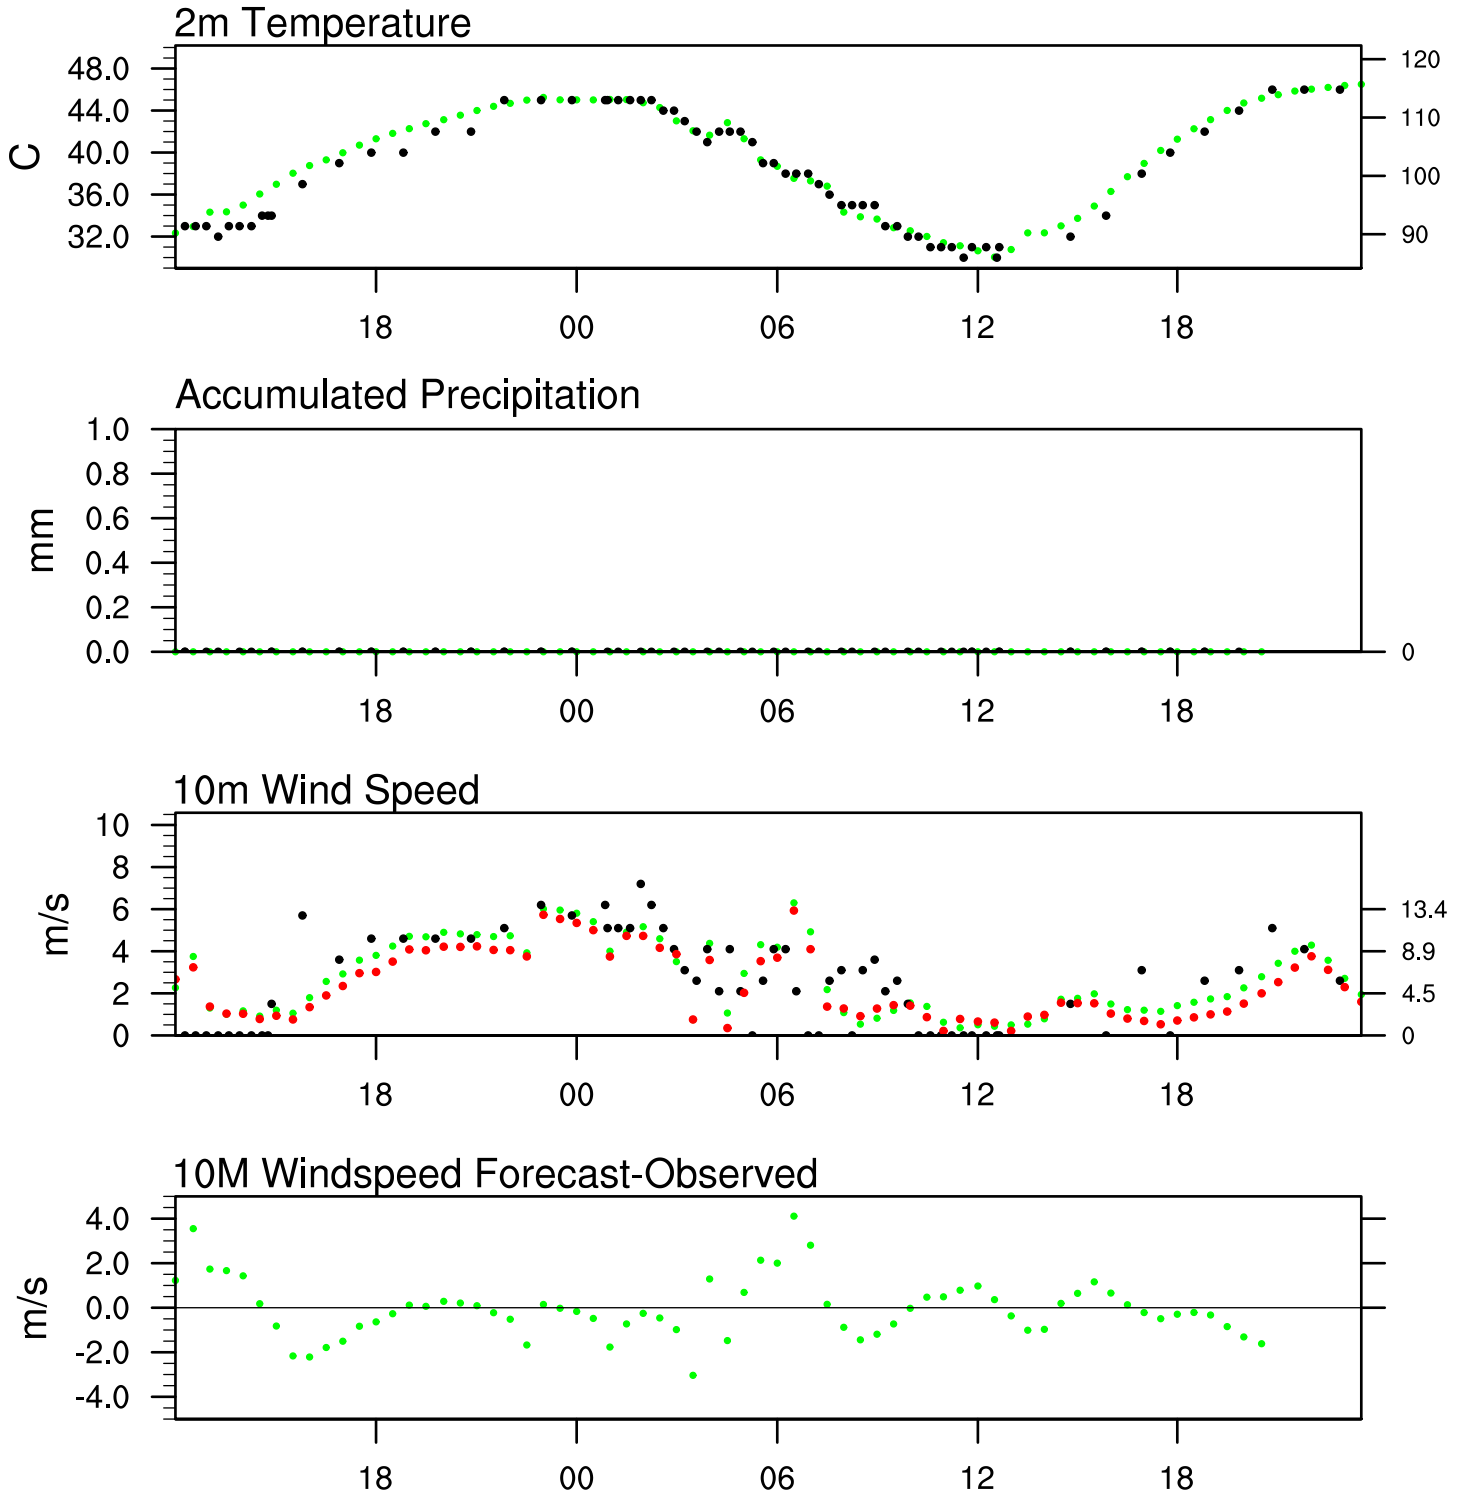 2m Temperature
48.0 120
44.0 110
C 40.0
36.0 100
32.0 90
18 00 06 12 18
Accumulated Precipitation
1.0
0.8
0.6
mm
0.4
0.2
0.0 0
18 00 06 12 18
10m Wind Speed
10
8
6 13.4
m/s
4 8.9
2 4.5
0 0
18 00 06 12 18
10M Windspeed Forecast-Observed
4.0
2.0
m/s 0.0
-2.0
-4.0
18 00 06 12 18